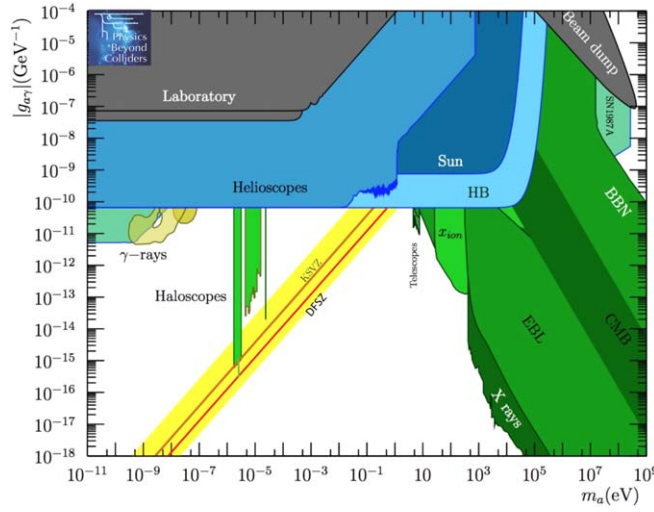 Physics
Beyond
Colliders
|g_{aγ}|(GeV⁻¹)
10⁻⁴
10⁻⁵
10⁻⁶
10⁻⁷
10⁻⁸
10⁻⁹
10⁻¹⁰
10⁻¹¹
10⁻¹²
10⁻¹³
10⁻¹⁴
10⁻¹⁵
10⁻¹⁶
10⁻¹⁷
10⁻¹⁸
Beam dump
Laboratory
SN1987A
Sun
Helioscopes
HB
BBN
γ−rays
x_{ion}
Telescopes
Haloscopes
KSVZ
DFSZ
EBL
CMB
X rays
10⁻¹¹ 10⁻⁹ 10⁻⁷ 10⁻⁵ 10⁻³ 10⁻¹ 10 10³ 10⁵ 10⁷ 10⁹
m_a(eV)